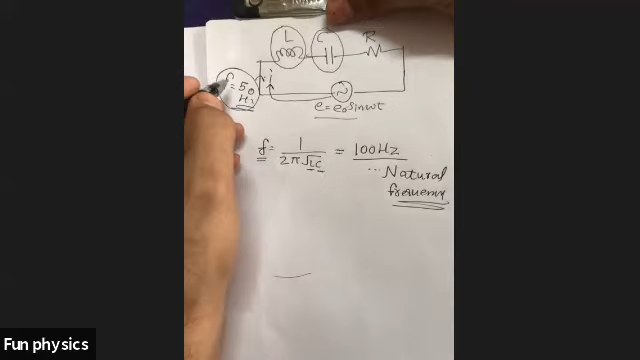 L C R
f
= 50
Hz
i
e = e₀ sinωt
f = 1 / 2π√LC = 100Hz
... Natural
frequency
Fun physics